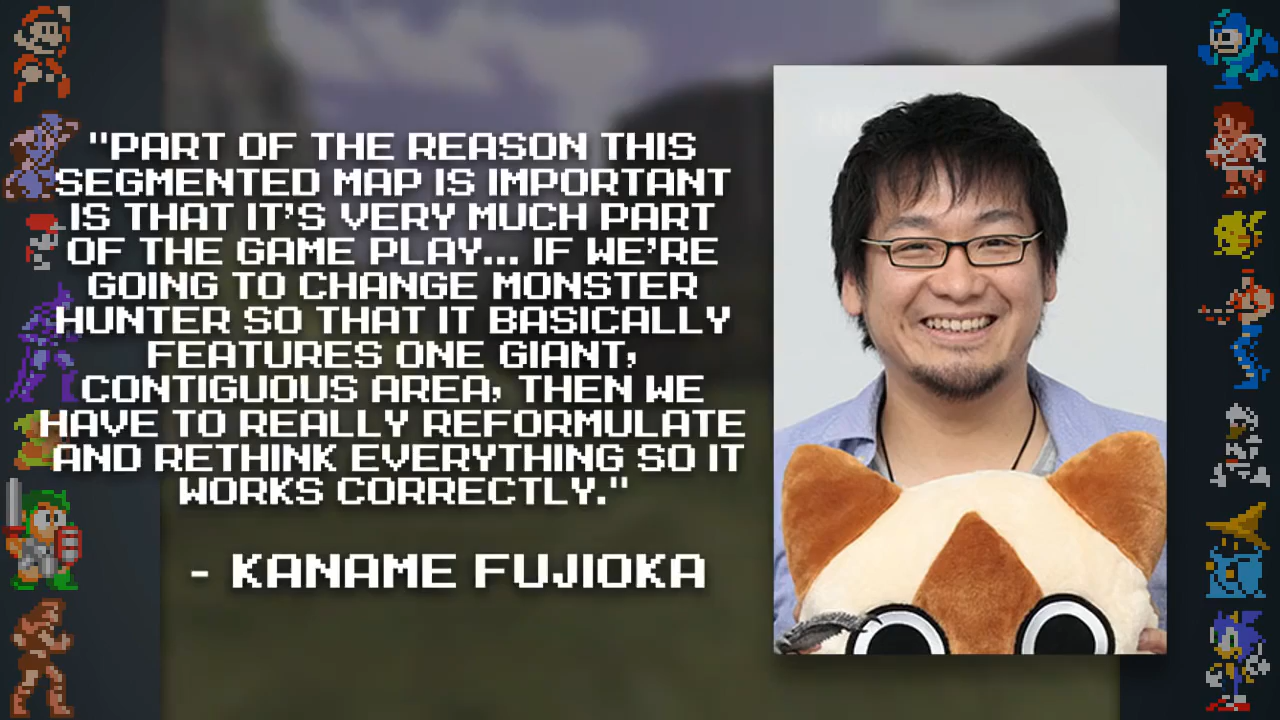 "PART OF THE REASON THIS
SEGMENTED MAP IS IMPORTANT
IS THAT IT'S VERY MUCH PART
OF THE GAME PLAY... IF WE'RE
GOING TO CHANGE MONSTER
HUNTER SO THAT IT BASICALLY
FEATURES ONE GIANT,
CONTIGUOUS AREA, THEN WE
HAVE TO REALLY REFORMULATE
AND RETHINK EVERYTHING SO IT
WORKS CORRECTLY."
- KANAME FUJIOKA